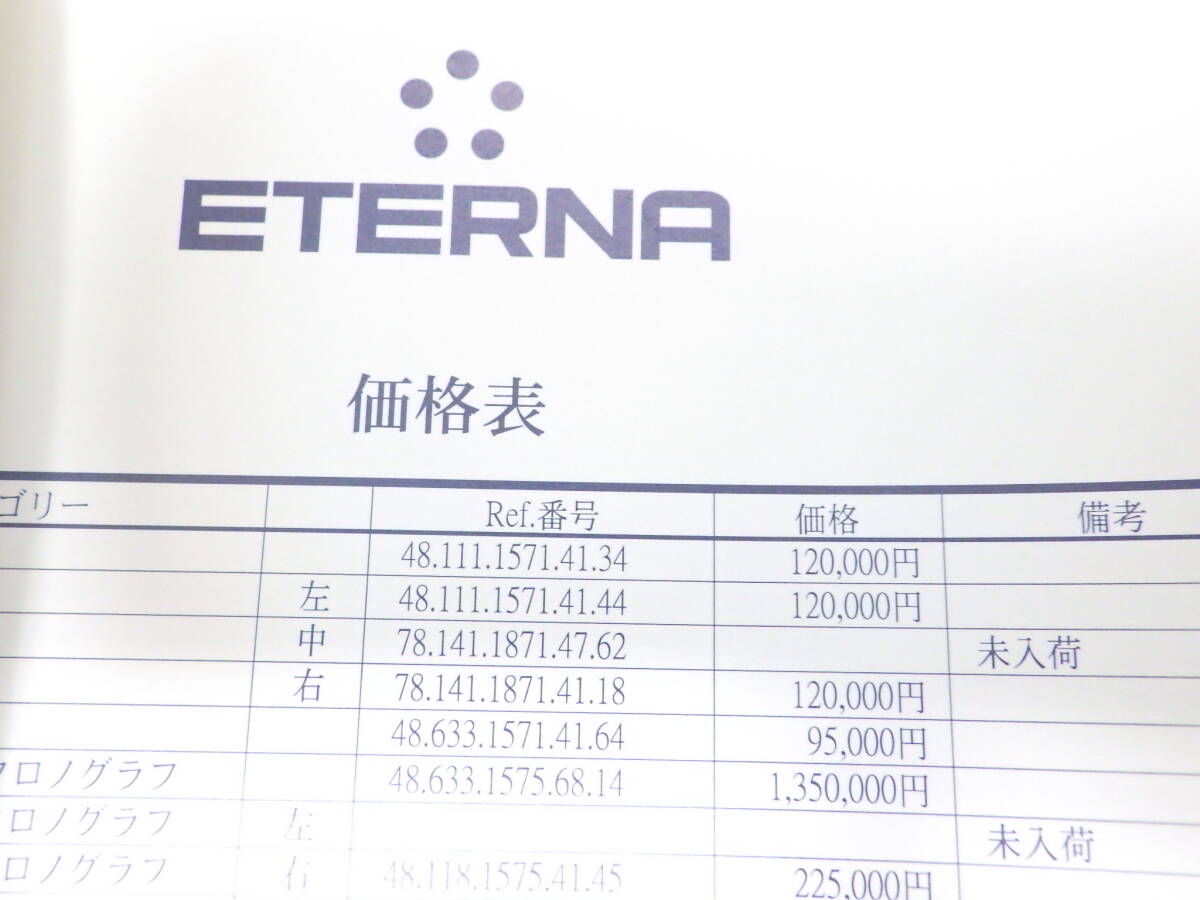 ETERNA
価格表
ゴリー Ref.番号 価格 備考
48.111.1571.41.34 120,000円
左 48.111.1571.41.44 120,000円
中 78.141.1871.47.62 未入荷
右 78.141.1871.41.18 120,000円
48.633.1571.41.64 95,000円
クロノグラフ 48.633.1575.68.14 1,350,000円
クロノグラフ 左 未入荷
ロノグラフ 右 48.118.1575.41.45 225,000円